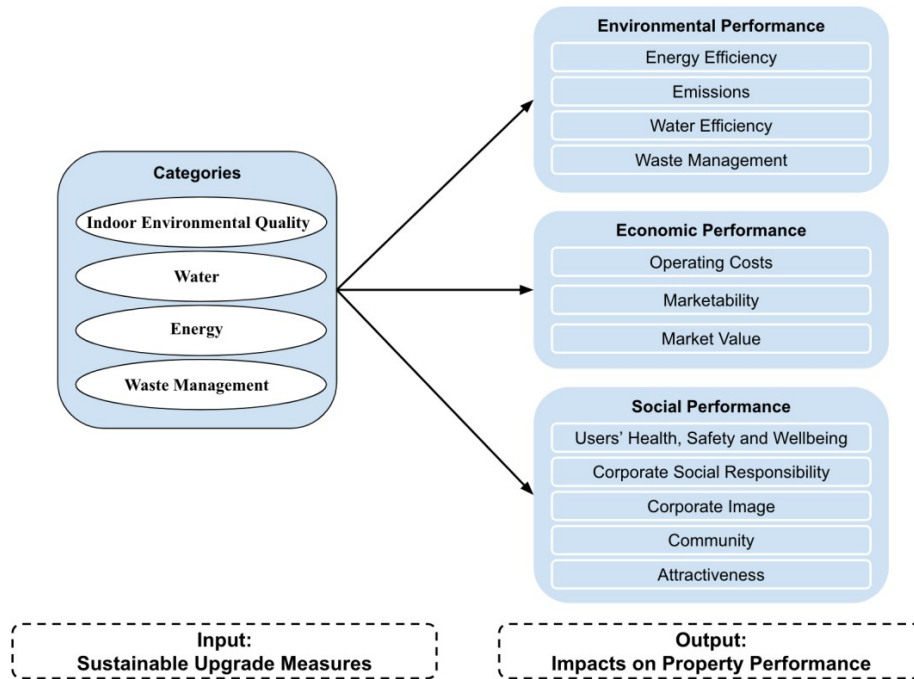 Categories
Indoor Environmental Quality
Water
Energy
Waste Management
Environmental Performance
Energy Efficiency
Emissions
Water Efficiency
Waste Management
Economic Performance
Operating Costs
Marketability
Market Value
Social Performance
Users' Health, Safety and Wellbeing
Corporate Social Responsibility
Corporate Image
Community
Attractiveness
Input:
Sustainable Upgrade Measures
Output:
Impacts on Property Performance